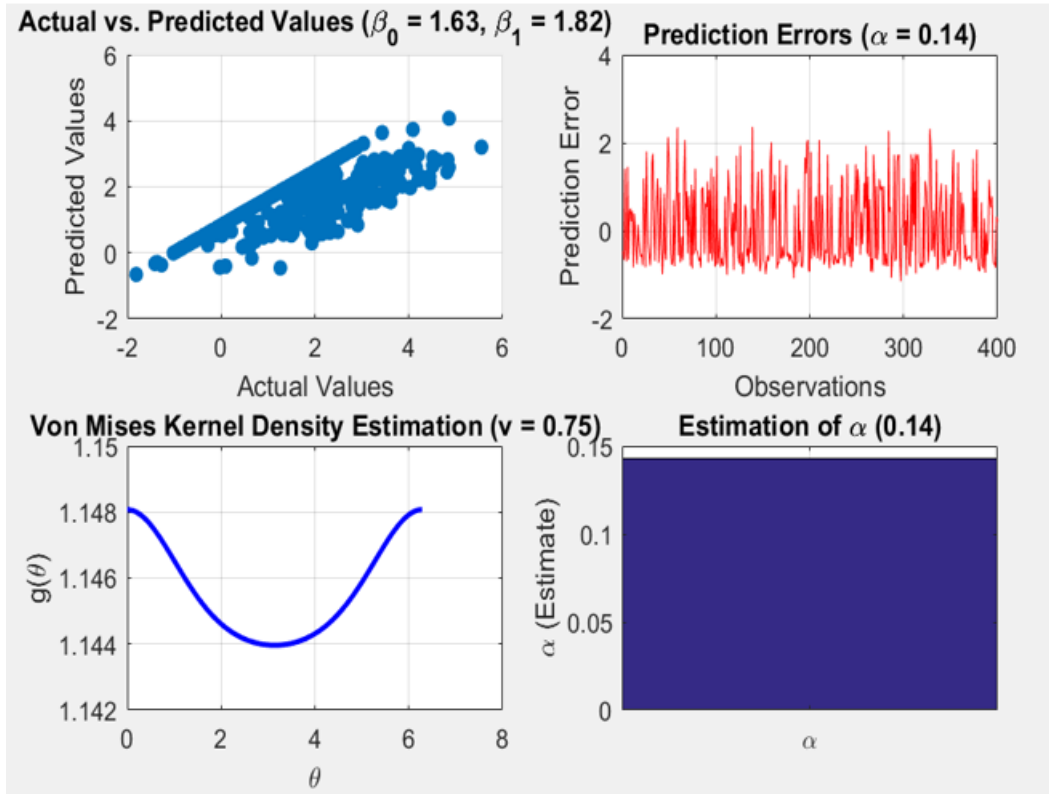 Actual vs. Predicted Values (β₀ = 1.63, β₁ = 1.82)
Predicted Values
6
4
2
0
-2
-2 0 2 4 6
Actual Values
Prediction Errors (α = 0.14)
Prediction Error
4
2
0
-2
0 100 200 300 400
Observations
Von Mises Kernel Density Estimation (v = 0.75)
g(θ)
1.15
1.148
1.146
1.144
1.142
0 2 4 6 8
θ
Estimation of α (0.14)
α (Estimate)
0.15
0.1
0.05
0
α